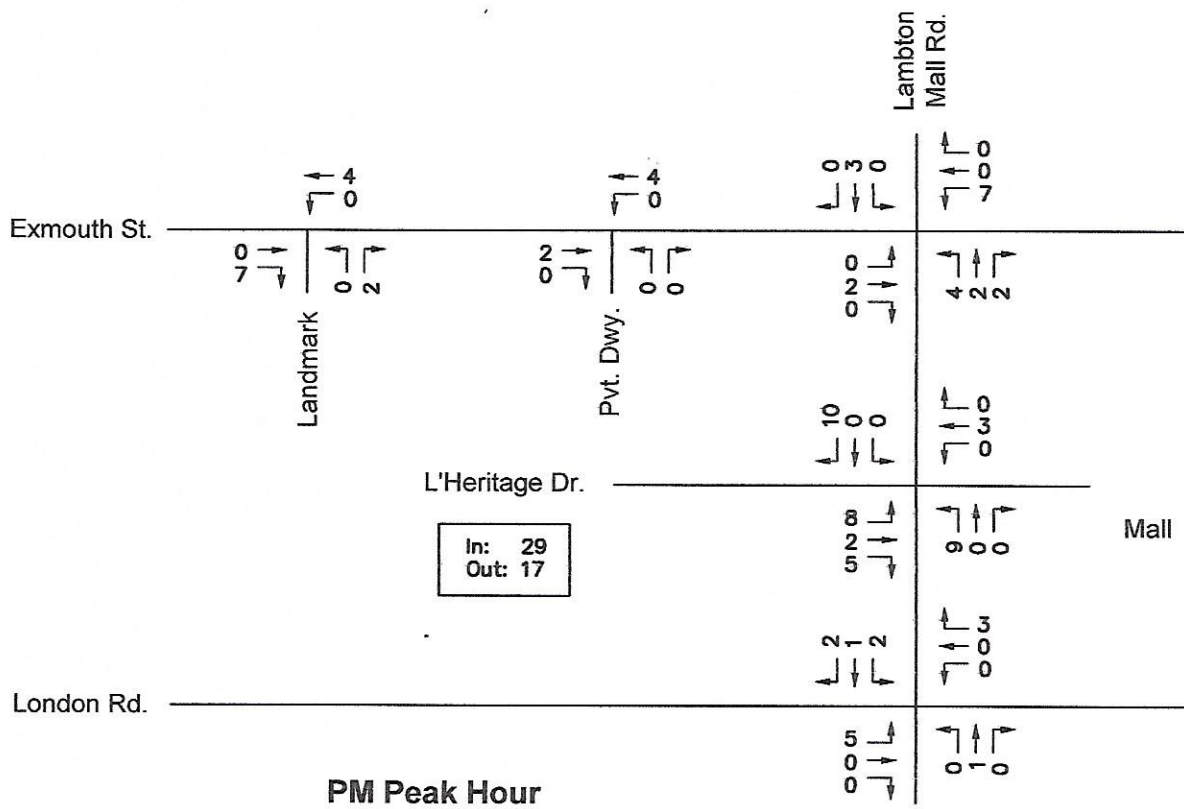 Lambton
Mall Rd.
0
0
7
0 3 0
4
0
4
0
Exmouth St.
0
7
0 2
2
0
0 0
0
2
0
4 2 2
Landmark
Pvt. Dwy.
10 0 0
0
3
0
L'Heritage Dr.
8
2
5
9 0 0
Mall
In: 29
Out: 17
2 1 2
3
0
0
London Rd.
5
0
0
0 1 0
PM Peak Hour